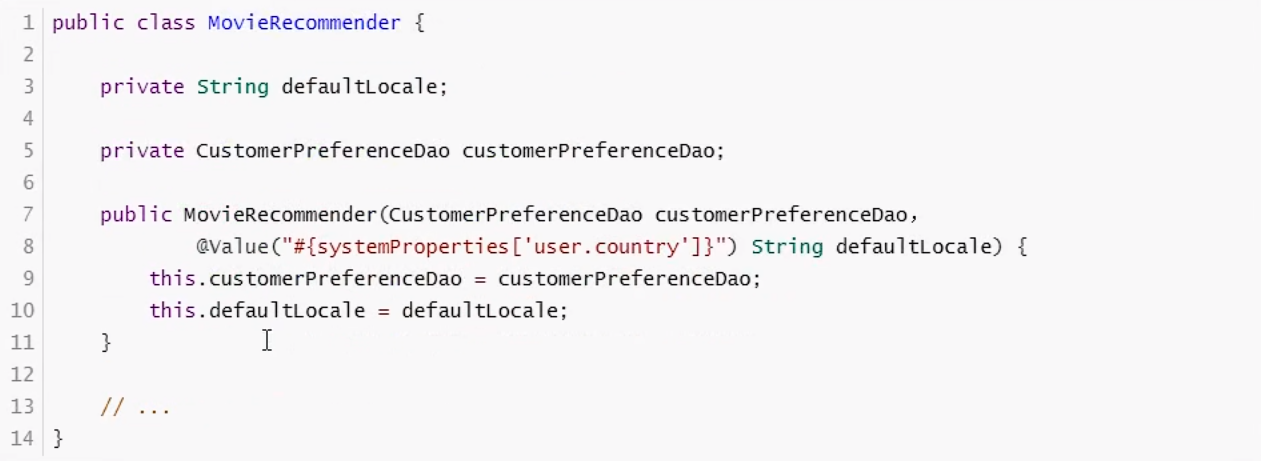 1 public class MovieRecommender {
2
3     private String defaultLocale;
4
5     private CustomerPreferenceDao customerPreferenceDao;
6
7     public MovieRecommender(CustomerPreferenceDao customerPreferenceDao,
8             @Value("#{systemProperties['user.country']}") String defaultLocale) {
9         this.customerPreferenceDao = customerPreferenceDao;
10         this.defaultLocale = defaultLocale;
11     }
12
13     // ...
14 }